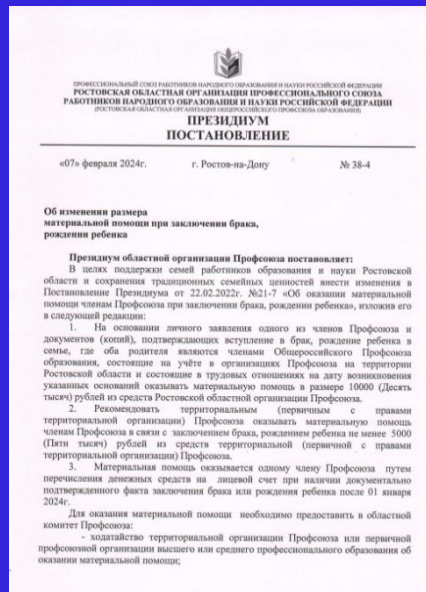 ПРОФЕССИОНАЛЬНЫЙ СОЮЗ РАБОТНИКОВ НАРОДНОГО ОБРАЗОВАНИЯ И НАУКИ РОССИЙСКОЙ ФЕДЕРАЦИИ
РОСТОВСКАЯ ОБЛАСТНАЯ ОРГАНИЗАЦИЯ ПРОФЕССИОНАЛЬНОГО СОЮЗА
РАБОТНИКОВ НАРОДНОГО ОБРАЗОВАНИЯ И НАУКИ РОССИЙСКОЙ ФЕДЕРАЦИИ
(РОСТОВСКАЯ ОБЛАСТНАЯ ОРГАНИЗАЦИЯ ОБЩЕРОССИЙСКОГО ПРОФСОЮЗА ОБРАЗОВАНИЯ)
ПРЕЗИДИУМ
ПОСТАНОВЛЕНИЕ
«07» февраля 2024г. г. Ростов-на-Дону № 38-4
Об изменении размера
материальной помощи при заключении брака,
рождении ребенка
Президиум областной организации Профсоюза постановляет:
В целях поддержки семей работников образования и науки Ростовской
области и сохранения традиционных семейных ценностей внести изменения в
Постановление Президиума от 22.02.2022г. №21-7 «Об оказании материальной
помощи членам Профсоюза при заключении брака, рождении ребенка», изложив его
в следующей редакции:
1. На основании личного заявления одного из членов Профсоюза и
документов (копий), подтверждающих вступление в брак, рождение ребенка в
семье, где оба родителя являются членами Общероссийского Профсоюза
образования, состоящие на учёте в организациях Профсоюза на территории
Ростовской области и состоящие в трудовых отношениях на дату возникновения
указанных оснований оказывать материальную помощь в размере 10000 (Десять
тысяч) рублей из средств Ростовской областной организации Профсоюза.
2. Рекомендовать территориальным (первичным с правами
территориальной организации) Профсоюза оказывать материальную помощь
членам Профсоюза в связи с заключением брака, рождением ребенка не менее 5000
(Пяти тысяч) рублей из средств территориальной (первичной с правами
территориальной организации) Профсоюза.
3. Материальная помощь оказывается одному члену Профсоюза путем
перечисления денежных средств на лицевой счет при наличии документально
подтвержденного факта заключения брака или рождения ребенка после 01 января
2024г.
Для оказания материальной помощи необходимо предоставить в областной
комитет Профсоюза:
- ходатайство территориальной организации Профсоюза или первичной
профсоюзной организации высшего или среднего профессионального образования об
оказании материальной помощи;